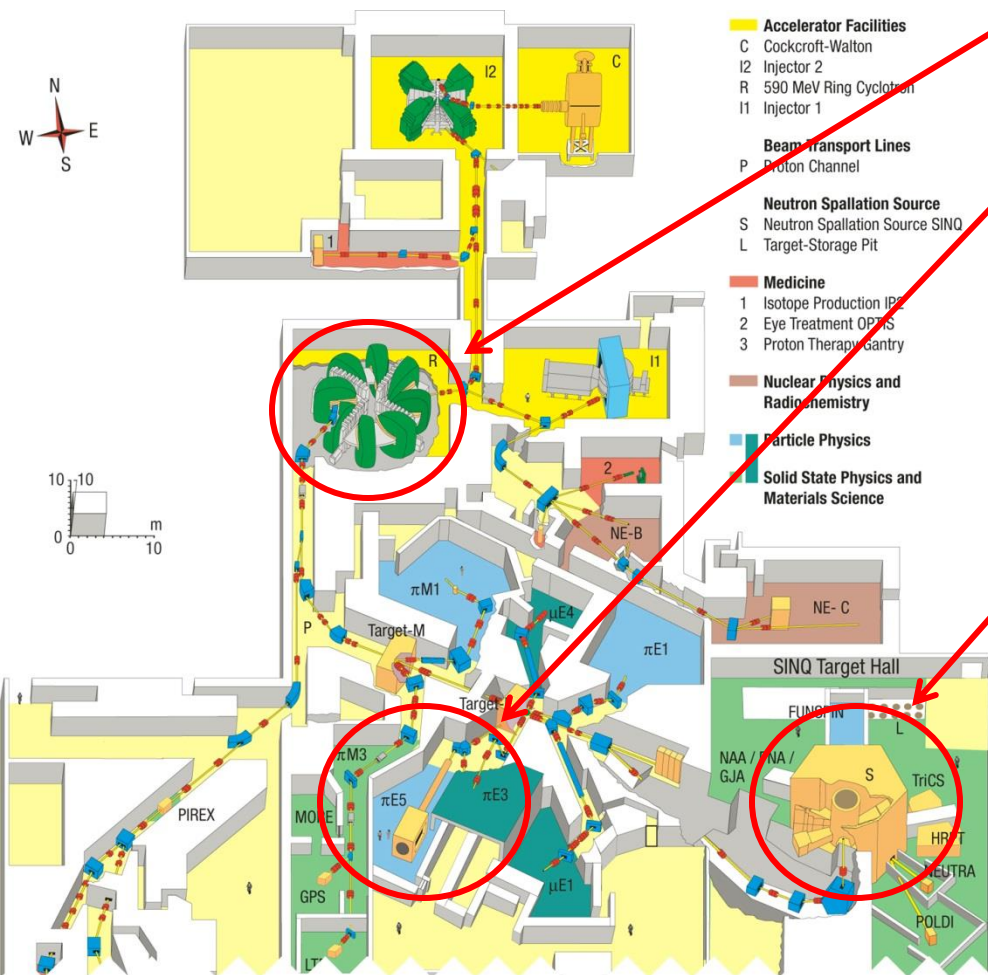 Accelerator Facilities
C Cockcroft-Walton
I2 Injector 2
R 590 MeV Ring Cyclotron
I1 Injector 1
Beam Transport Lines
P Proton Channel
Neutron Spallation Source
S Neutron Spallation Source SINQ
L Target-Storage Pit
Medicine
1 Isotope Production IP2
2 Eye Treatment OPTIS
3 Proton Therapy Gantry
Nuclear Physics and
Radiochemistry
Particle Physics
Solid State Physics and
Materials Science
N
W
E
S
I2
C
1
R
I1
10
10
m
0
0
10
2
NE-B
πM1
μE4
P
Target-M
πE1
NE- C
SINQ Target Hall
Target-
FUNSPIN
L
πM3
NAA / PNA /
GJA
S
TriCS
πE5
πE3
MORE
PIREX
HRPT
NEUTRA
μE1
GPS
POLDI